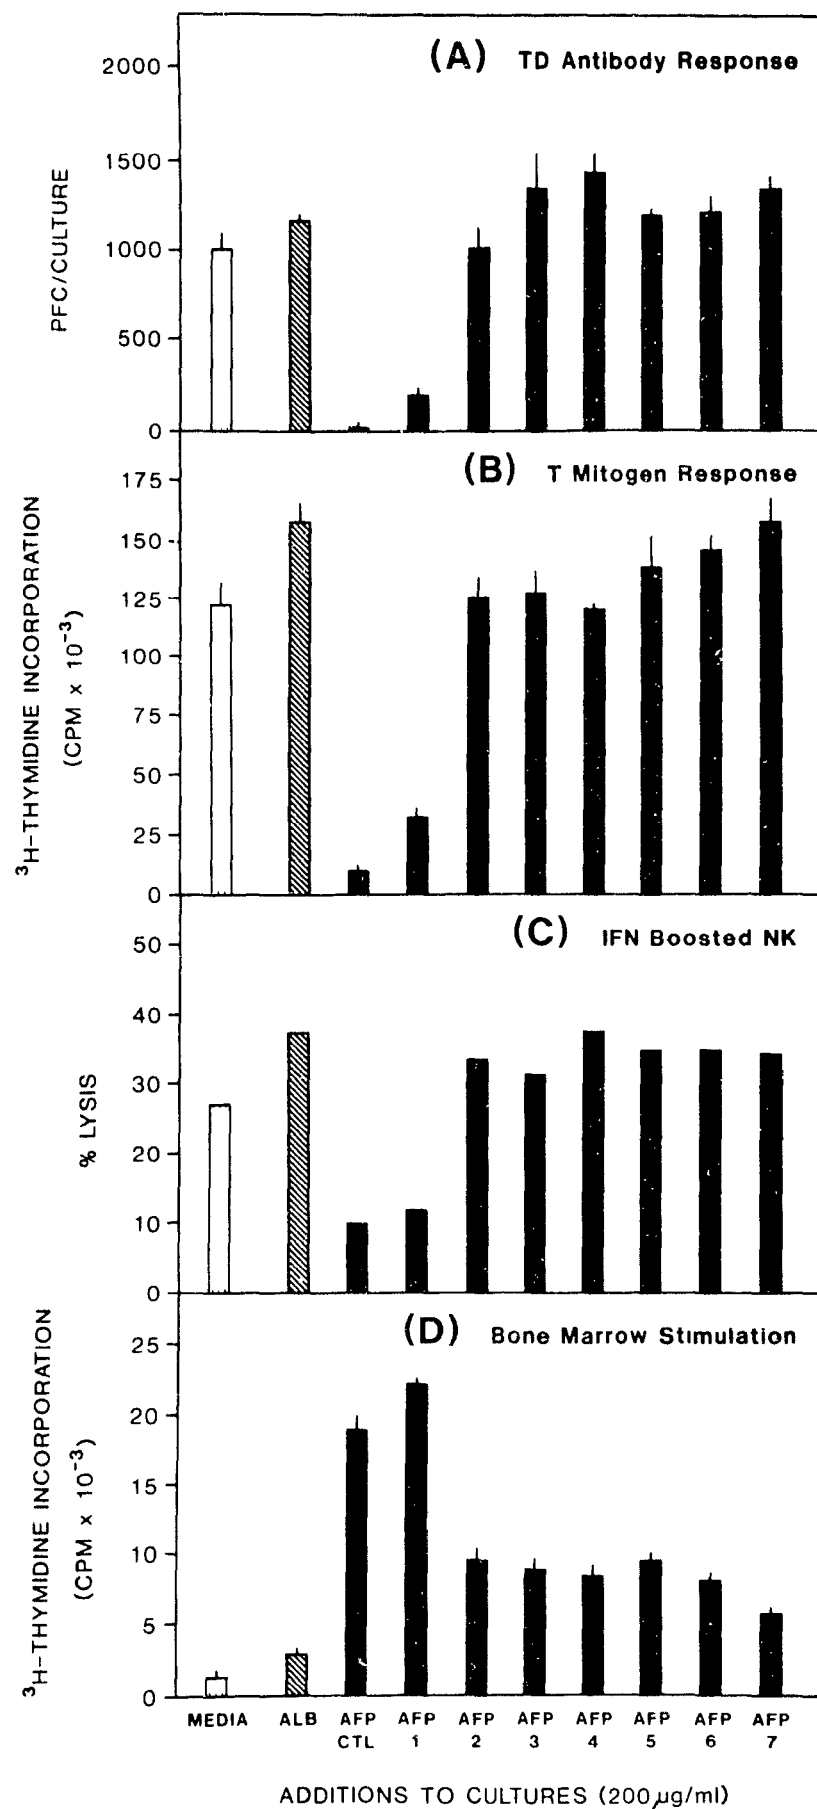 (A) TD Antibody Response
2000
1500
1000
500
0
PFC/CULTURE
(B) T Mitogen Response
175
150
125
100
75
50
25
0
³H-THYMIDINE INCORPORATION
(CPM x 10⁻³)
(C) IFN Boosted NK
50
40
30
20
10
0
% LYSIS
(D) Bone Marrow Stimulation
25
20
15
10
5
0
³H-THYMIDINE INCORPORATION
(CPM x 10⁻³)
MEDIA ALB AFP AFP AFP AFP AFP AFP AFP AFP
CTL 1 2 3 4 5 6 7
ADDITIONS TO CULTURES (200μg/ml)